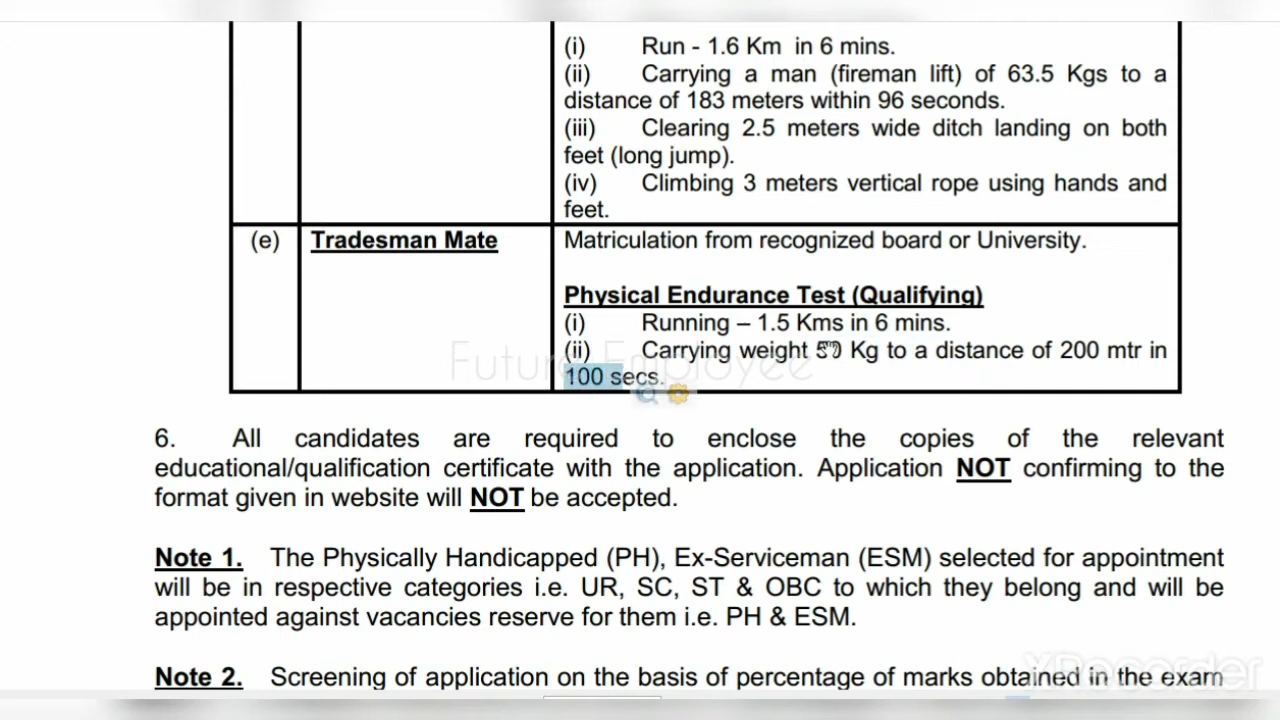 (i) Run - 1.6 Km in 6 mins.
(ii) Carrying a man (fireman lift) of 63.5 Kgs to a
distance of 183 meters within 96 seconds.
(iii) Clearing 2.5 meters wide ditch landing on both
feet (long jump).
(iv) Climbing 3 meters vertical rope using hands and
feet.
(e) Tradesman Mate Matriculation from recognized board or University.
Physical Endurance Test (Qualifying)
(i) Running – 1.5 Kms in 6 mins.
(ii) Carrying weight Kg to a distance of 200 mtr in
100 secs.
Future Employee
6. All candidates are required to enclose the copies of the relevant
educational/qualification certificate with the application. Application NOT confirming to the
format given in website will NOT be accepted.
Note 1. The Physically Handicapped (PH), Ex-Serviceman (ESM) selected for appointment
will be in respective categories i.e. UR, SC, ST & OBC to which they belong and will be
appointed against vacancies reserve for them i.e. PH & ESM.
Note 2. Screening of application on the basis of percentage of marks obtained in the exam
XRecorder